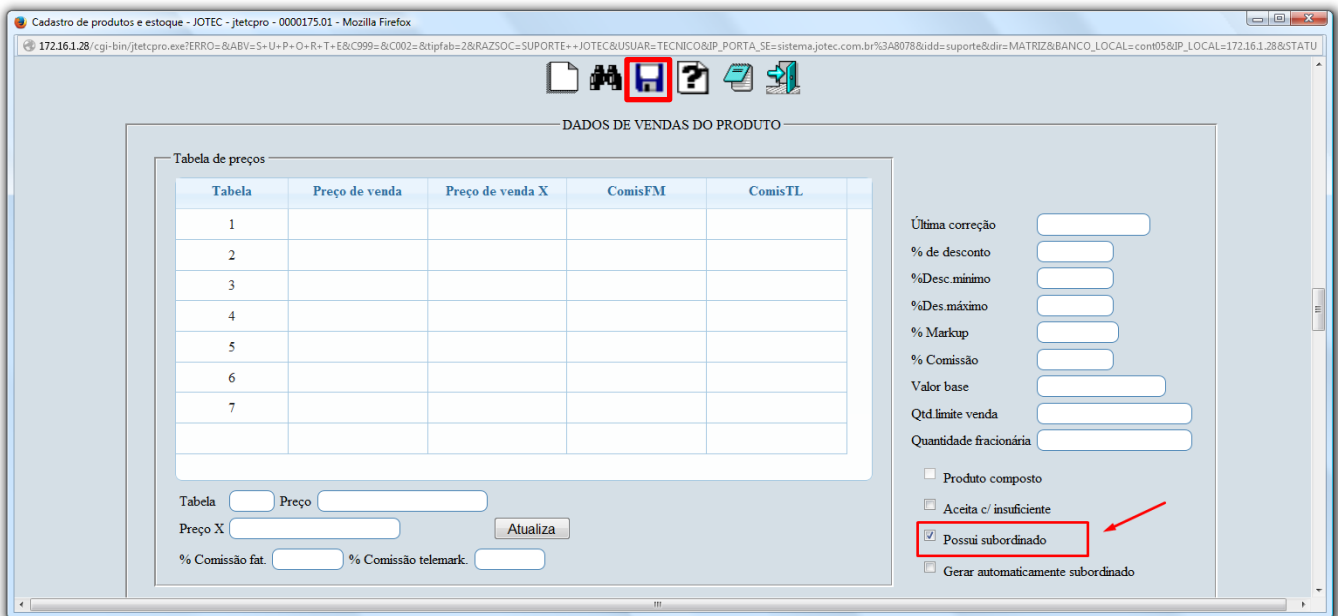 Cadastro de produtos e estoque - JOTEC - jtetcpro - 0000175.01 - Mozilla Firefox
172.16.1.28/cgi-bin/jtetcpro.exe?ERRO=&ABV=S+U+P+O+R+T+E&C999=&C002=&tipfab=2&RAZSOC=SUPORTE++JOTEC&USUAR=TECNICO&IP_PORTA_SE=sistema.jotec.com.br%3A8078&idd=suporte&dir=MATRIZ&BANCO_LOCAL=cont05&IP_LOCAL=172.16.1.28&STATU
DADOS DE VENDAS DO PRODUTO
Tabela de preços
Tabela Preço de venda Preço de venda X ComisFM ComisTL
1
2
3
4
5
6
7
Tabela Preço
Preço X Atualiza
% Comissão fat. % Comissão telemark.
Última correção
% de desconto
%Desc.mínimo
%Des.máximo
% Markup
% Comissão
Valor base
Qtd.limite venda
Quantidade fracionária
Produto composto
Aceita c/ insuficiente
Possui subordinado
Gerar automaticamente subordinado